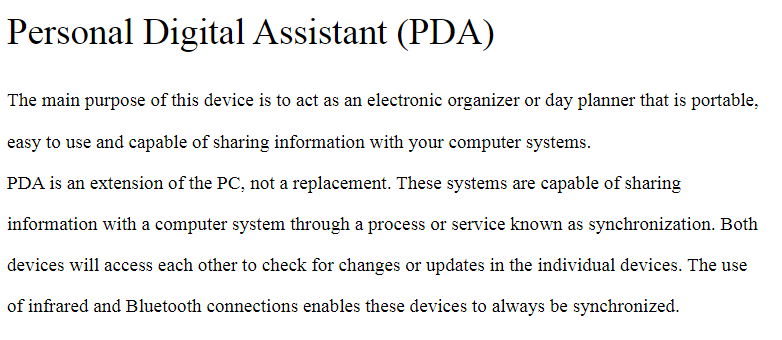 Personal Digital Assistant (PDA)
The main purpose of this device is to act as an electronic organizer or day planner that is portable,
easy to use and capable of sharing information with your computer systems.
PDA is an extension of the PC, not a replacement. These systems are capable of sharing
information with a computer system through a process or service known as synchronization. Both
devices will access each other to check for changes or updates in the individual devices. The use
of infrared and Bluetooth connections enables these devices to always be synchronized.